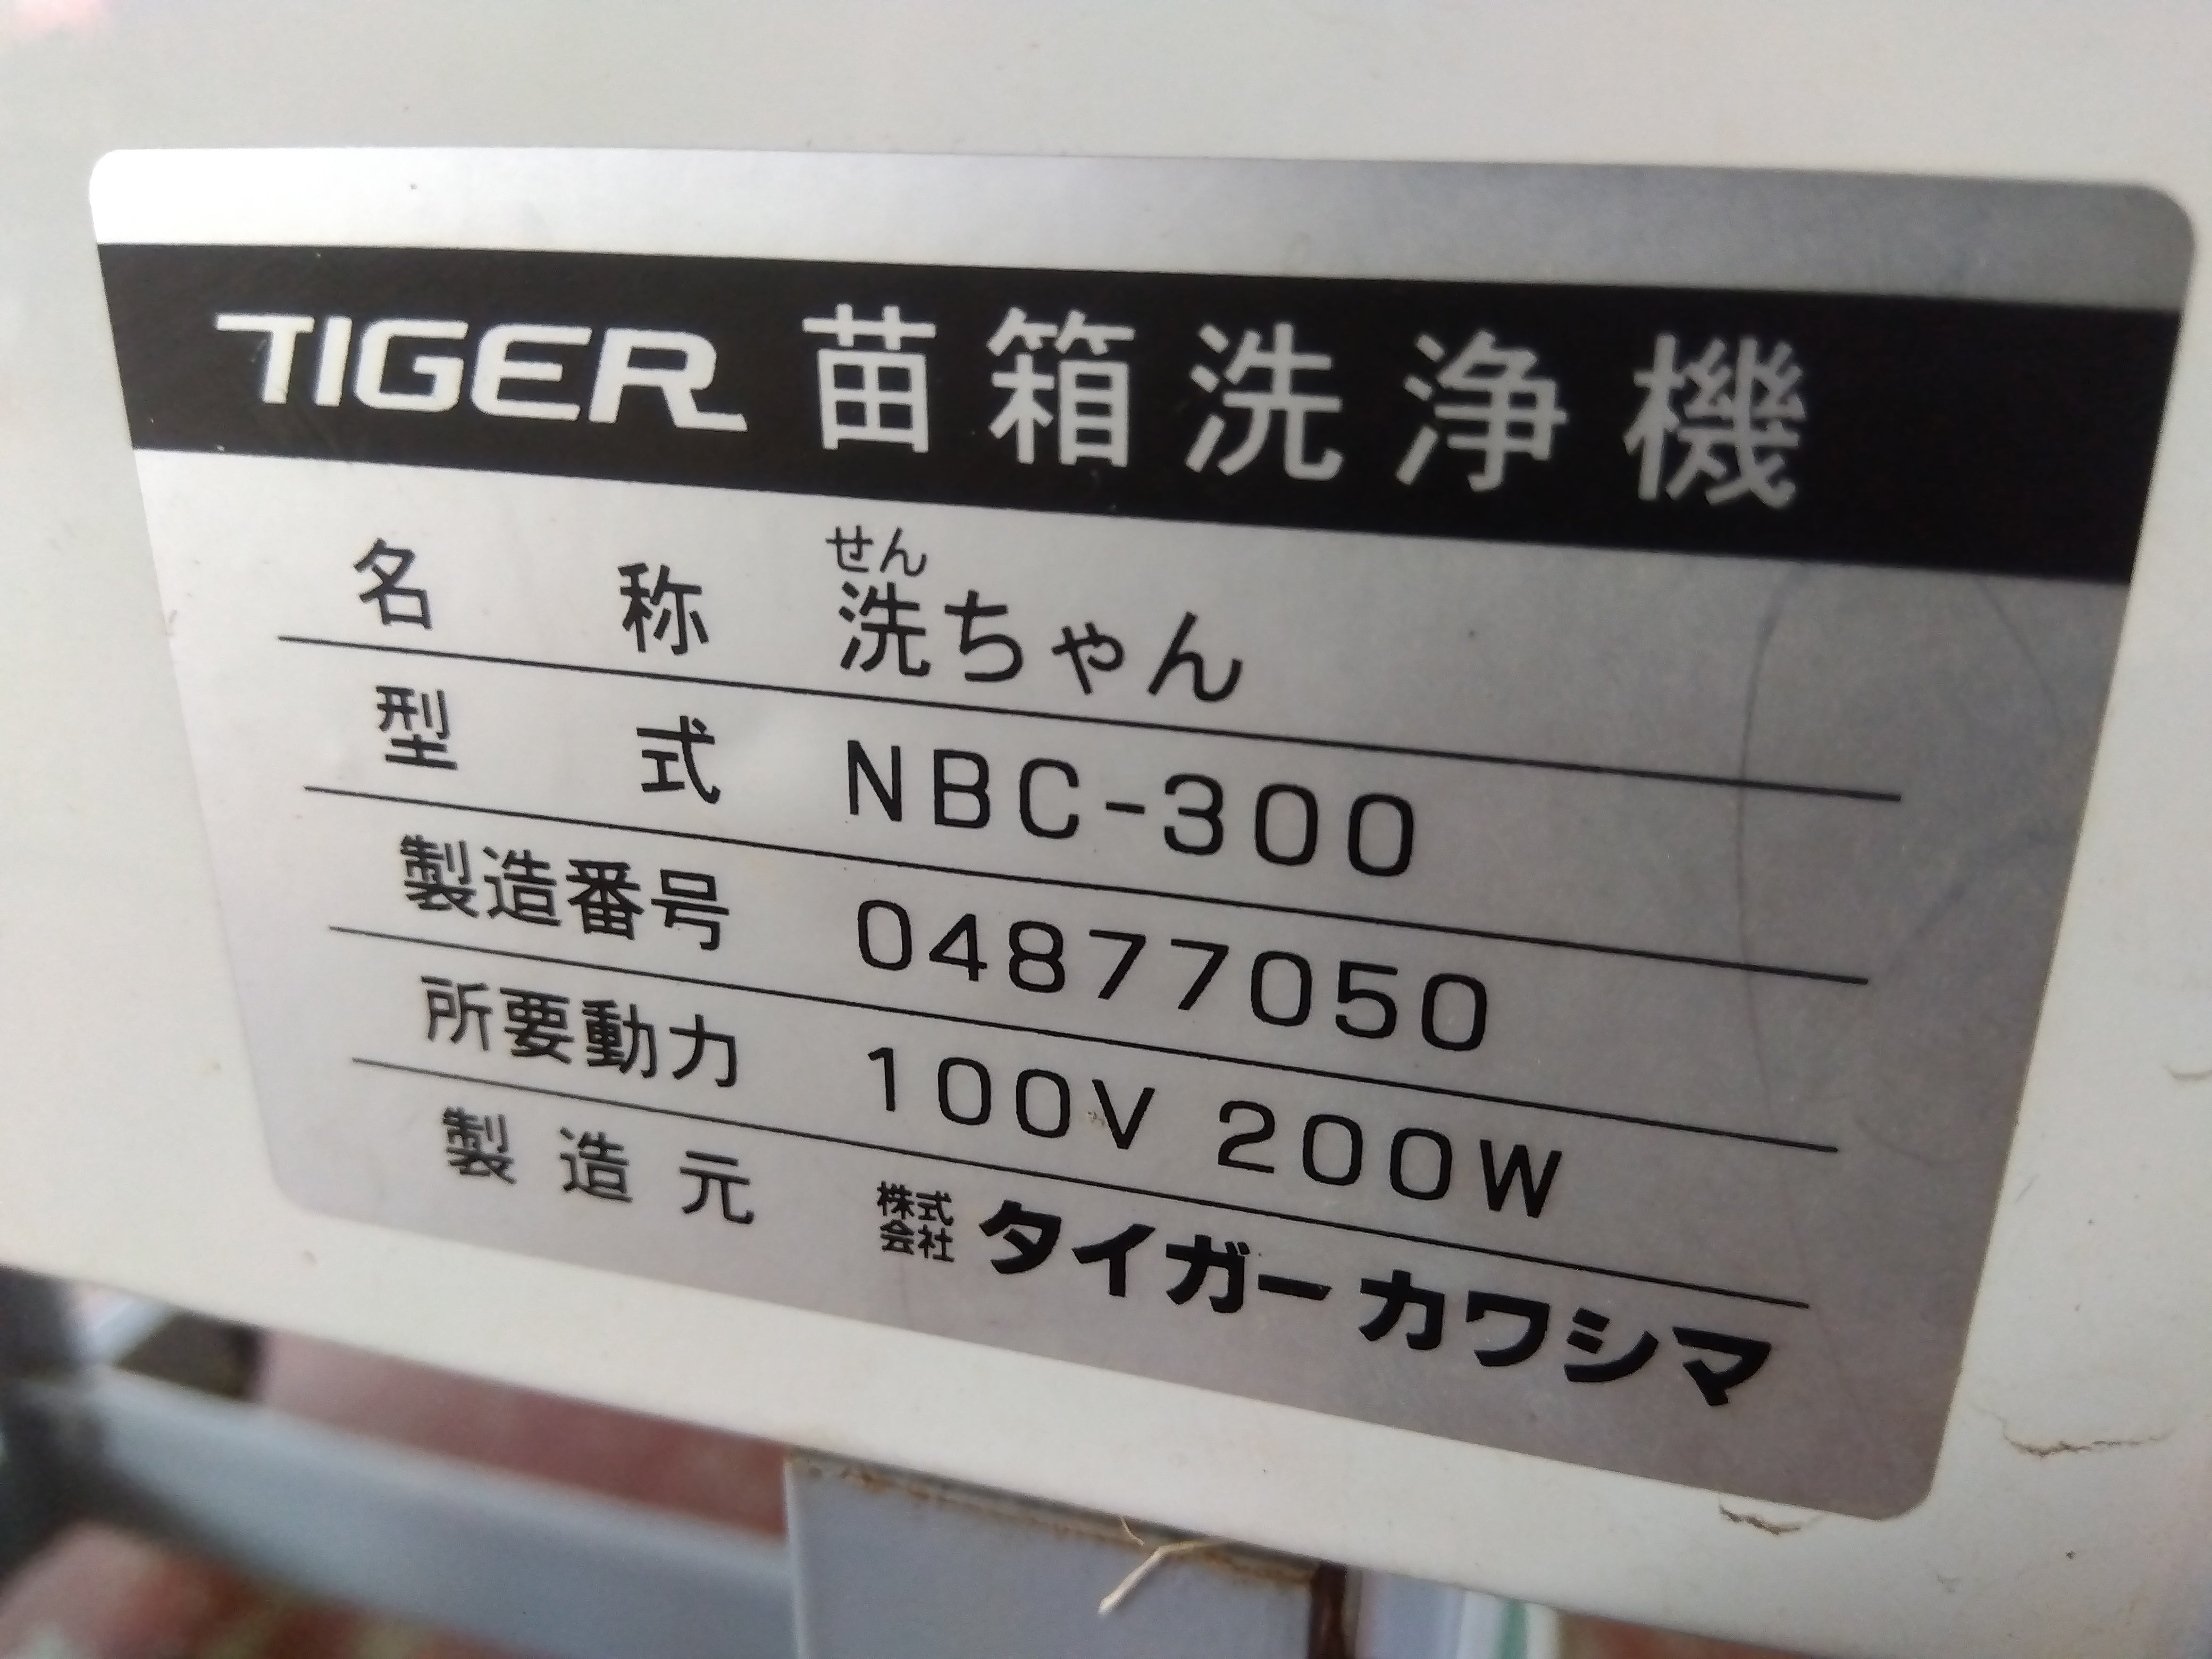 TIGER 苗箱洗浄機
せん
名称 洗ちゃん
型式 NBC-300
製造番号 04877050
所要動力 100V 200W
製造元 株式会社 タイガーカワシマ